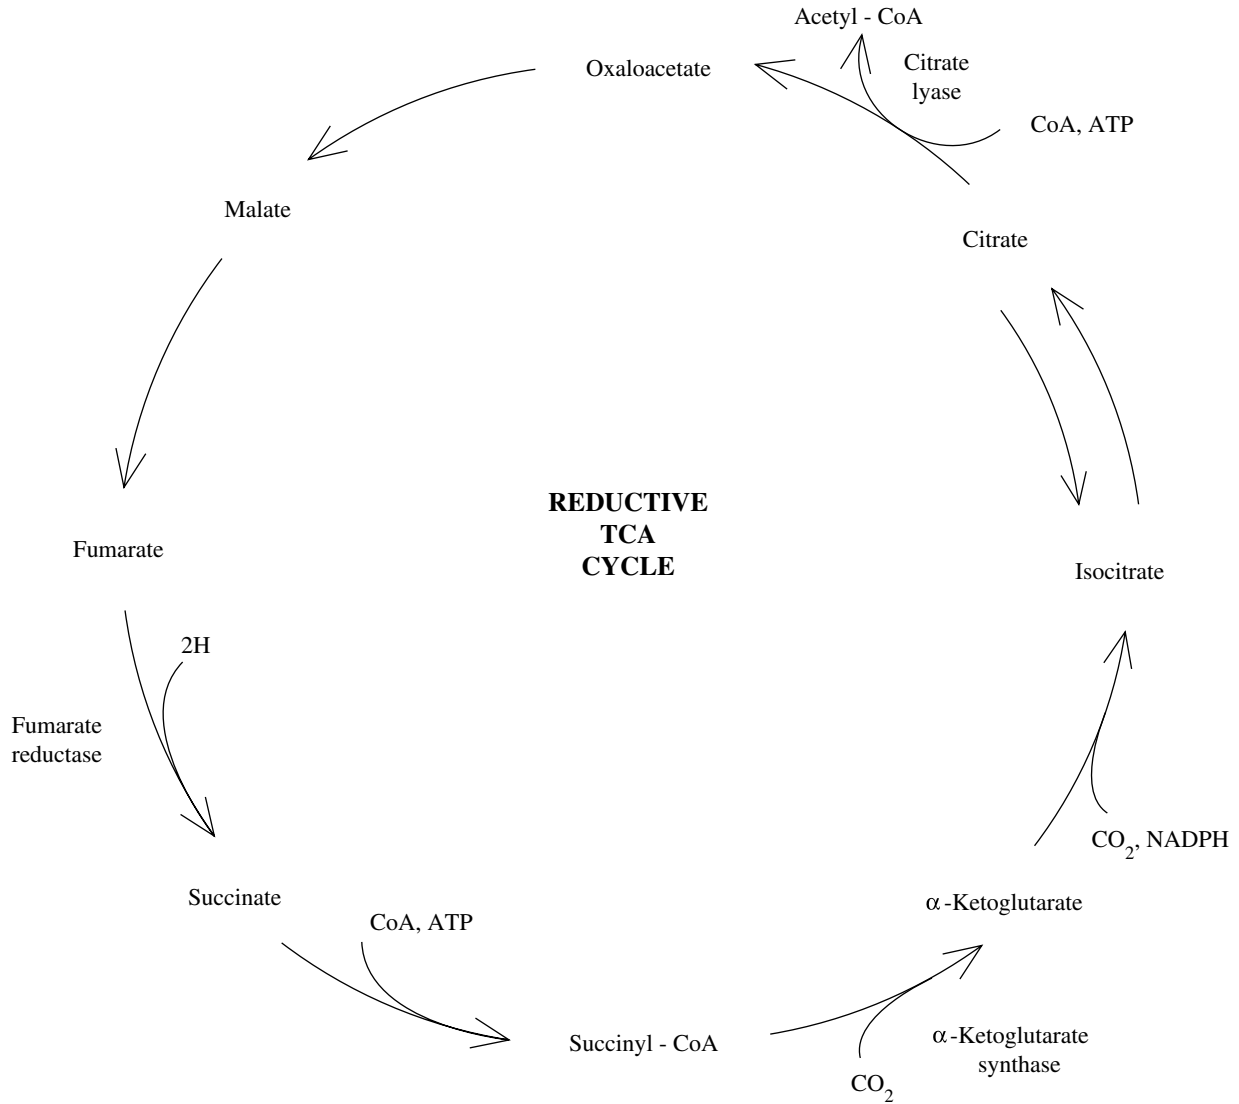 Acetyl - CoA
Oxaloacetate
Citrate
lyase
CoA, ATP
Malate
Citrate
REDUCTIVE
TCA
CYCLE
Fumarate
Isocitrate
2H
Fumarate
reductase
CO2, NADPH
Succinate
α-Ketoglutarate
CoA, ATP
Succinyl - CoA
α-Ketoglutarate
synthase
CO2